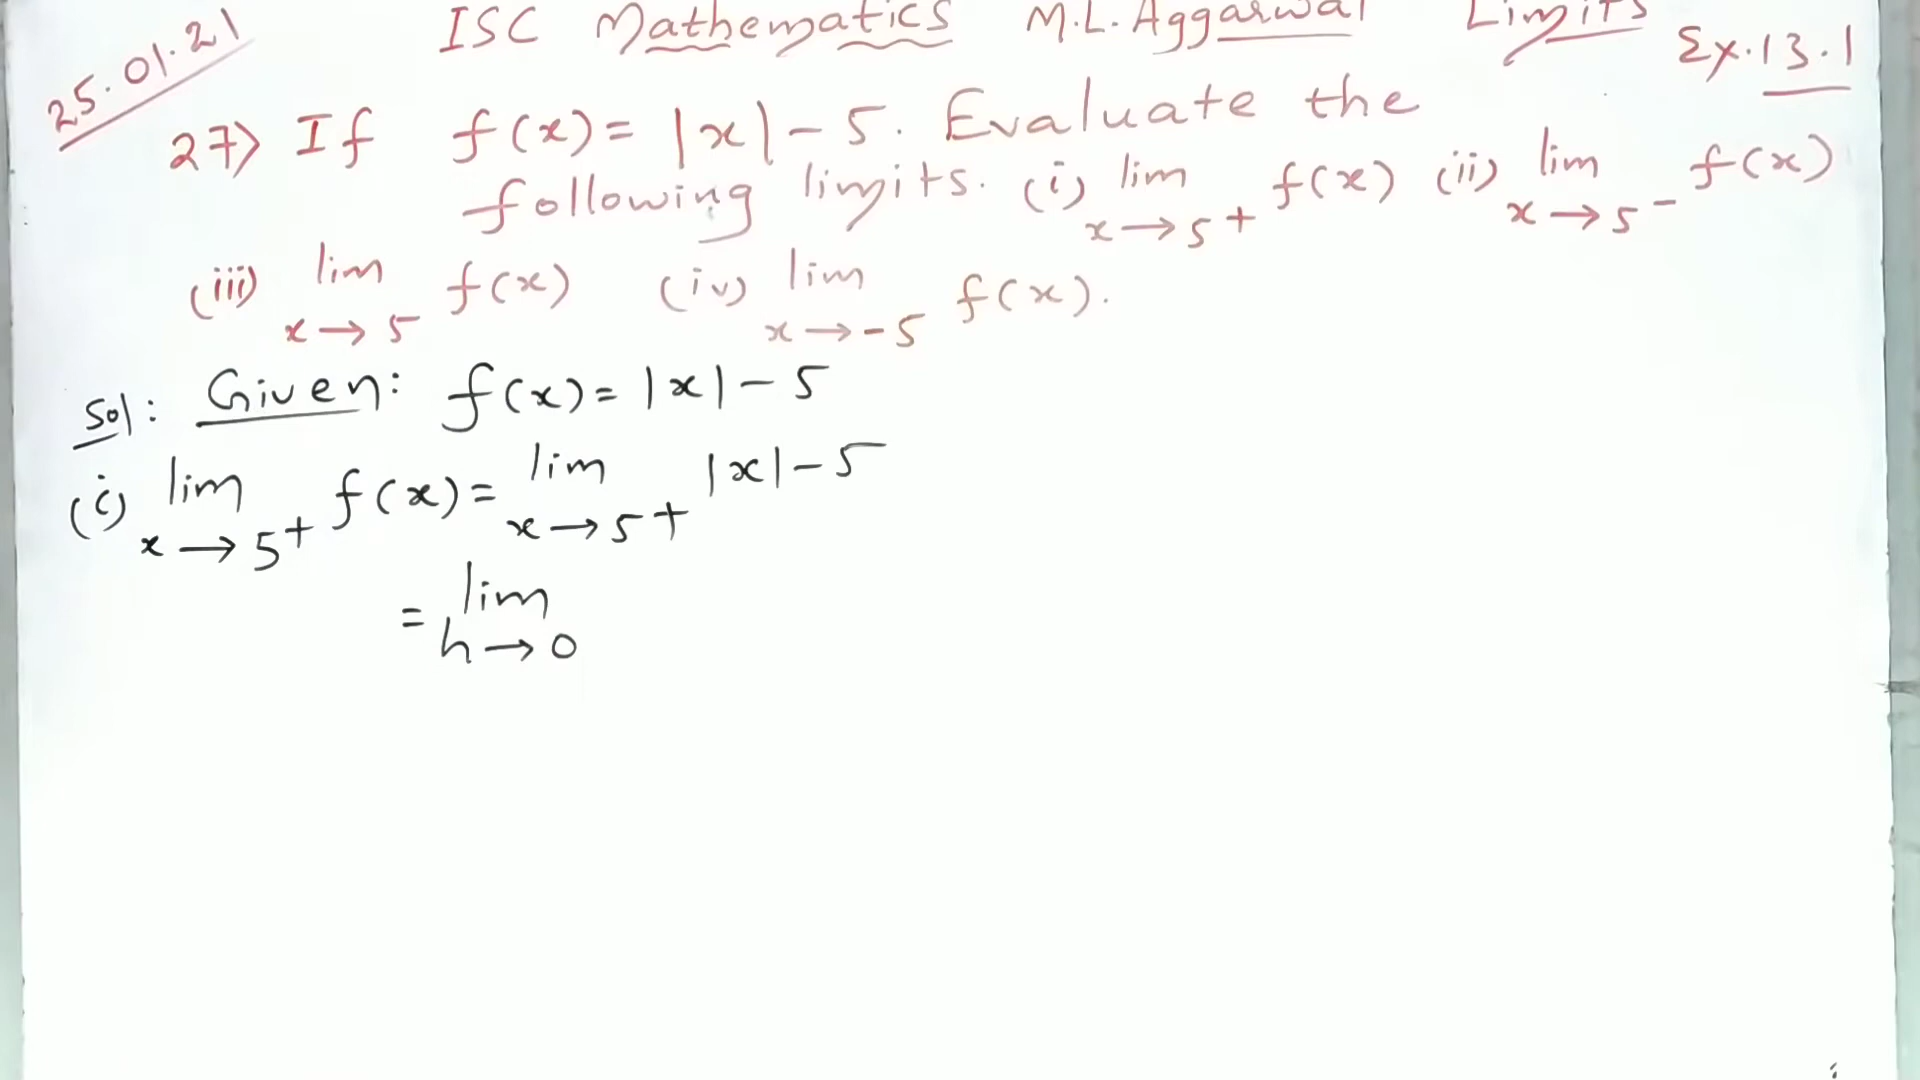 25.01.21
ISC Mathematics M.L.Aggarwal Limits
Ex.13.1
27) If f(x)= |x|-5. Evaluate the
following limits. (i) lim x→5+ f(x) (ii) lim x→5- f(x)
(iii) lim x→5 f(x) (iv) lim x→-5 f(x).
Sol: Given: f(x)= |x|-5
(i) lim x→5+ f(x)= lim x→5+ |x|-5
= lim h→0